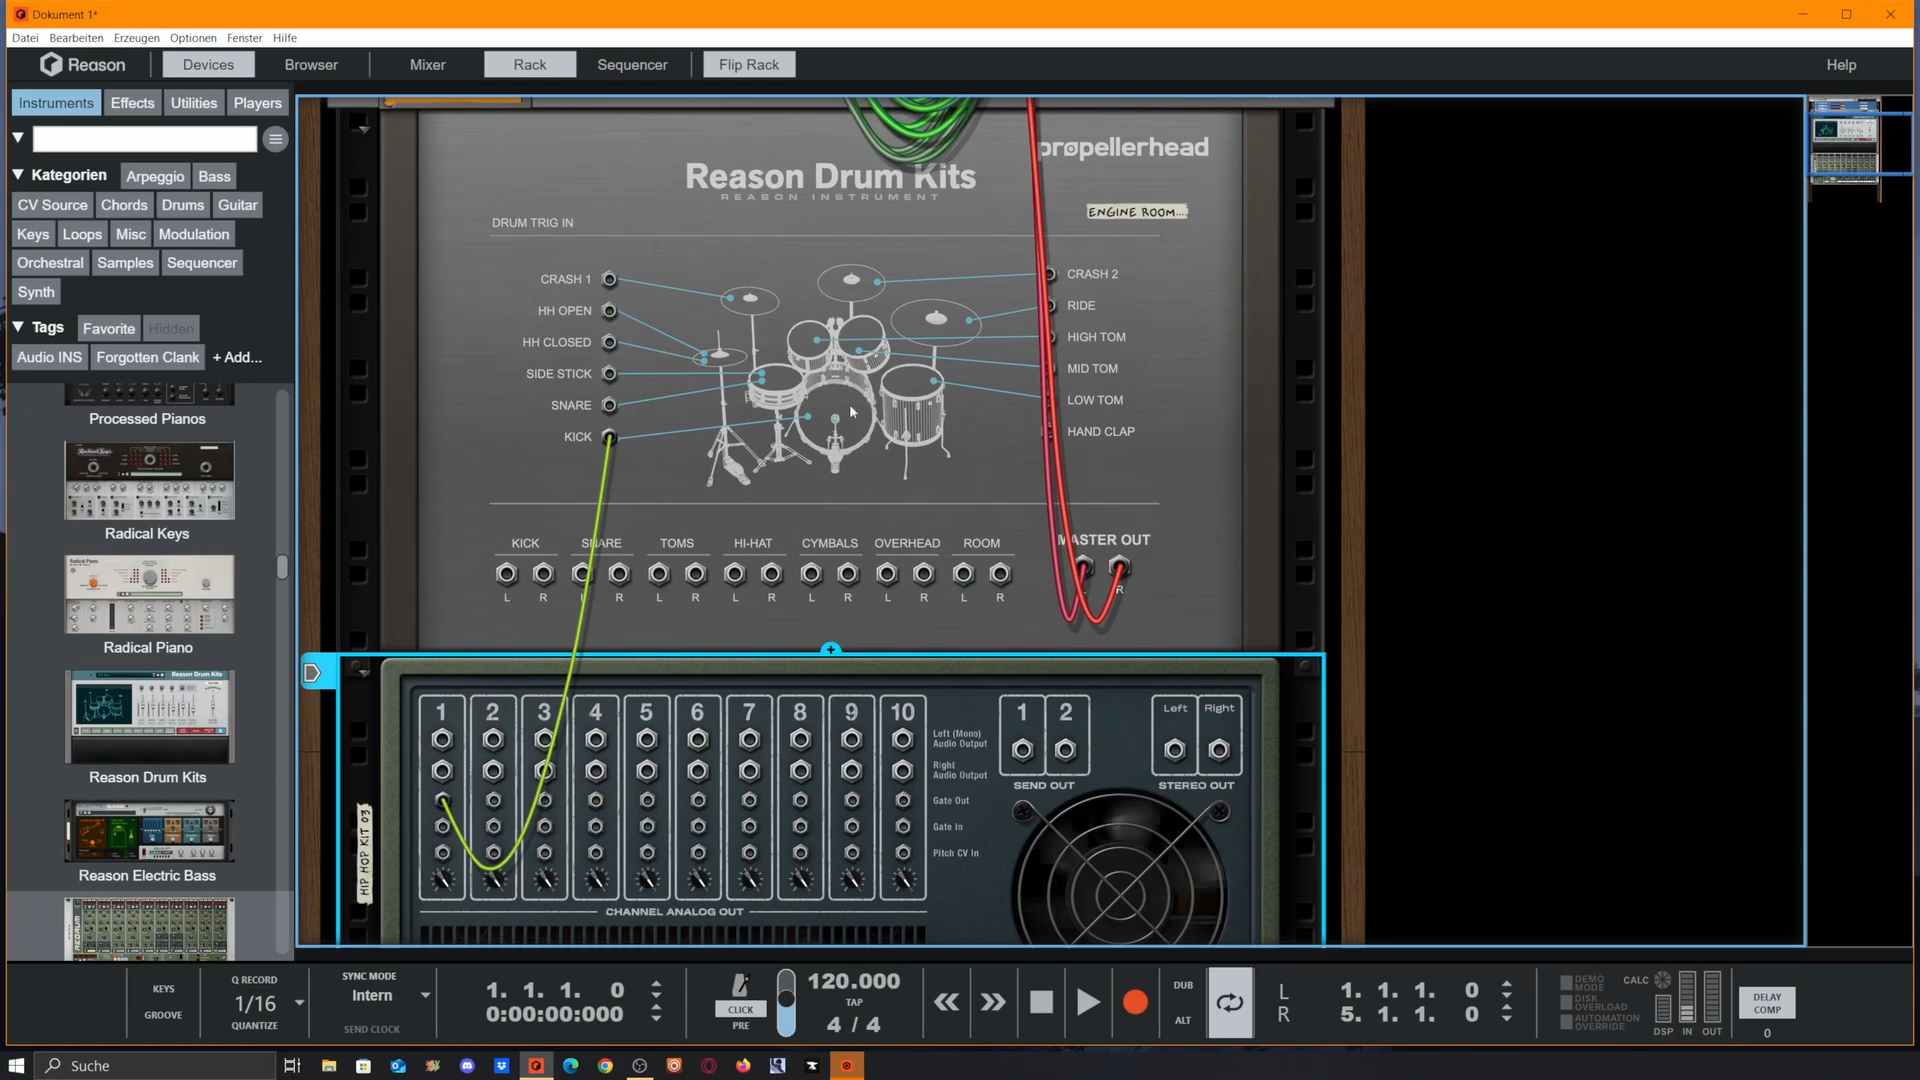 Dokument 1*
Datei Bearbeiten Erzeugen Optionen Fenster Hilfe
Reason Devices Browser Mixer Rack Sequencer Flip Rack Help
Instruments Effects Utilities Players
Kategorien Arpeggio Bass
CV Source Chords Drums Guitar
Keys Loops Misc Modulation
Orchestral Samples Sequencer
Synth
Tags Favorite Hidden
Audio INS Forgotten Clank + Add...
Processed Pianos
Radical Keys
Radical Piano
Reason Drum Kits
Reason Electric Bass
propellerhead
Reason Drum Kits
REASON INSTRUMENT
ENGINE ROOM...
DRUM TRIG IN
CRASH 1
HH OPEN
HH CLOSED
SIDE STICK
SNARE
KICK
CRASH 2
RIDE
HIGH TOM
MID TOM
LOW TOM
HAND CLAP
KICK SNARE TOMS HI-HAT CYMBALS OVERHEAD ROOM MASTER OUT
L R L R L R L R L R L R L R R
1 2 3 4 5 6 7 8 9 10
Left (Mono)
Audio Output
Right
Audio Output
Gate Out
Gate In
Pitch CV In
CHANNEL ANALOG OUT
1 2
SEND OUT
Left Right
STEREO OUT
HIP HOP KIT 03
KEYS
GROOVE
Q RECORD
1/16
QUANTIZE
SYNC MODE
Intern
SEND CLOCK
1. 1. 1. 0
0:00:00:000
CLICK
PRE
120.000
TAP
4 / 4
DUB
ALT
L 1. 1. 1. 0
R 5. 1. 1. 0
DEMO
MODE
DISK
OVERLOAD
AUTOMATION
OVERRIDE
CALC
DSP IN OUT
DELAY
COMP
0
Suche